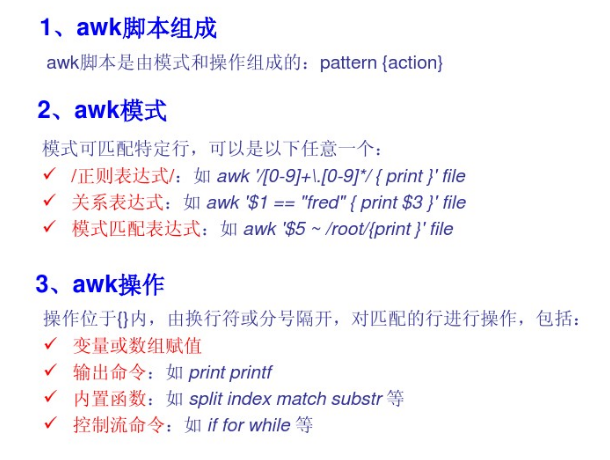 1、awk脚本组成
awk脚本是由模式和操作组成的：pattern {action}
2、awk模式
模式可匹配特定行，可以是以下任意一个：
✓ /正则表达式/：如 awk '/[0-9]+\.[0-9]*/ { print }' file
✓ 关系表达式：如 awk '$1 == "fred" { print $3 }' file
✓ 模式匹配表达式：如 awk '$5 ~ /root/{print }' file
3、awk操作
操作位于{}内，由换行符或分号隔开，对匹配的行进行操作，包括：
✓ 变量或数组赋值
✓ 输出命令：如 print printf
✓ 内置函数：如 split index match substr 等
✓ 控制流命令：如 if for while 等